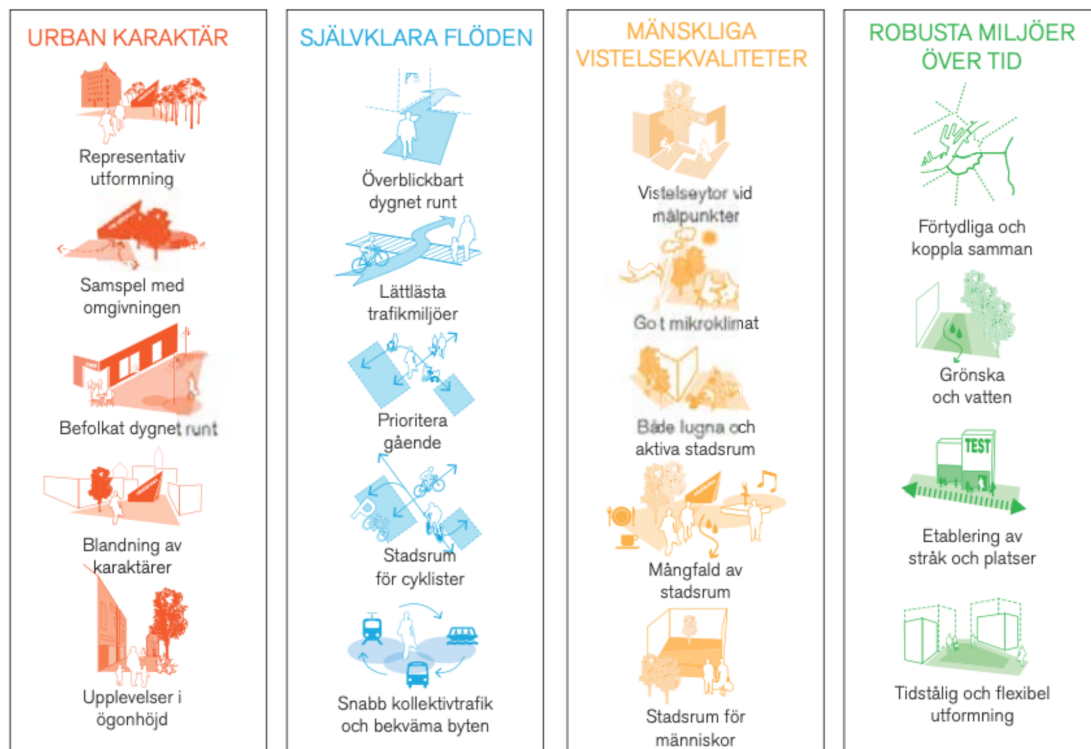 URBAN KARAKTÄR
Representativ
utformning
Samspel med
omgivningen
Befolkat dygnet runt
Blandning av
karaktärer
Upplevelser i
ögonhöjd
SJÄLVKLARA FLÖDEN
Överblickbart
dygnet runt
Lättlästa
trafikmiljöer
Prioritera
gående
P
Stadsrum
för cyklister
Snabb kollektivtrafik
och bekväma byten
MÄNSKLIGA
VISTELSEKVALITETER
Vistelseytor vid
målpunkter
Gott mikroklimat
Både lugna och
aktiva stadsrum
Mångfald av
stadsrum
Stadsrum för
människor
ROBUSTA MILJÖER
ÖVER TID
Förtydliga och
koppla samman
Grönska
och vatten
TEST
Etablering av
stråk och platser
Tidstålig och flexibel
utformning